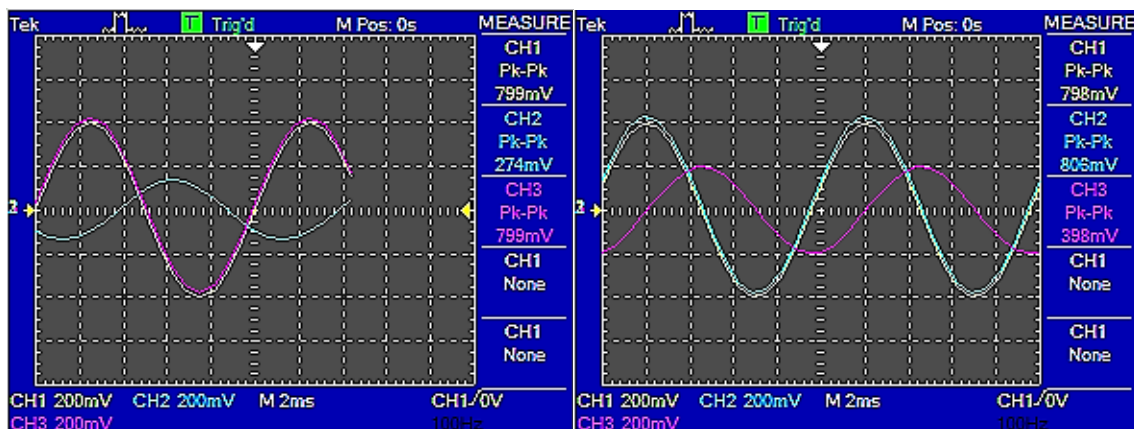 Tek T Trig'd M Pos: 0s MEASURE
CH1
Pk-Pk
799mV
CH2
Pk-Pk
274mV
CH3
Pk-Pk
799mV
CH1
None
CH1
None
2
CH1 200mV CH2 200mV M 2ms CH1/0V
CH3 200mV 100Hz
Tek T Trig'd M Pos: 0s MEASURE
CH1
Pk-Pk
798mV
CH2
Pk-Pk
806mV
CH3
Pk-Pk
398mV
CH1
None
CH1
None
CH1 200mV CH2 200mV M 2ms CH1/0V
CH3 200mV 100Hz